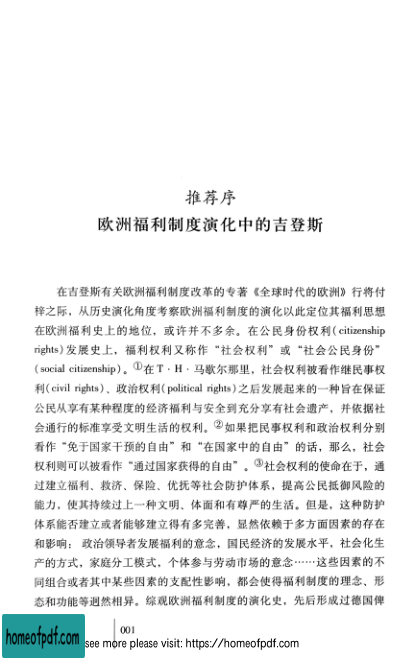 推荐序
欧洲福利制度演化中的吉登斯
在吉登斯有关欧洲福利制度改革的专著《全球时代的欧洲》行将付
梓之际，从历史演化角度考察欧洲福利制度的演化以此定位其福利思想
在欧洲福利史上的地位，或许并不多余。在公民身份权利(citizenship
rights)发展史上，福利权利又称作“社会权利”或“社会公民身份”
(social citizenship)。①在T·H·马歇尔那里，社会权利被看作继民事权
利(civil rights)、政治权利(political rights)之后发展起来的一种旨在保证
公民从享有某种程度的经济福利与安全到充分享有社会遗产，并依据社
会通行的标准享受文明生活的权利。②如果把民事权利和政治权利分别
看作“免于国家干预的自由”和“在国家中的自由”的话，那么，社会
权利则可以被看作“通过国家获得的自由”。③社会权利的使命在于，通
过建立福利、救济、保险、优抚等社会防护体系，提高公民抵御风险的
能力，使其持续过上一种文明、体面和有尊严的生活。但是，这种防护
体系能否建立或者能够建立得有多完善，显然依赖于多方面因素的存在
和影响：政治领导者发展福利的意念，国民经济的发展水平，社会化生
产的方式，家庭分工模式，个体参与劳动市场的意念……这些因素的不
同组合或者其中某些因素的支配性影响，都会使得福利制度的理念、形
态和功能等迥然相异。综观欧洲福利制度的演化史，先后形成过德国俾
001
homeofpdf.com
see more please visit: https://homeofpdf.com